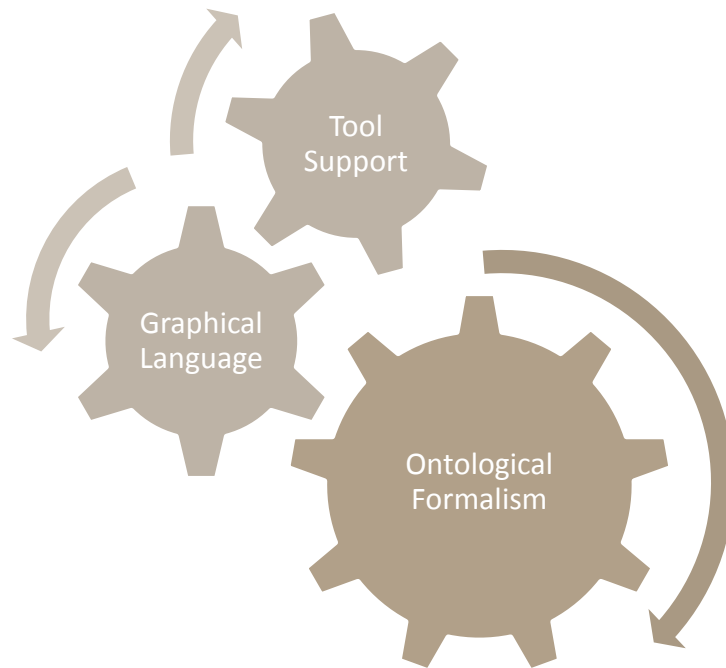 Tool
Support
Graphical
Language
Ontological
Formalism